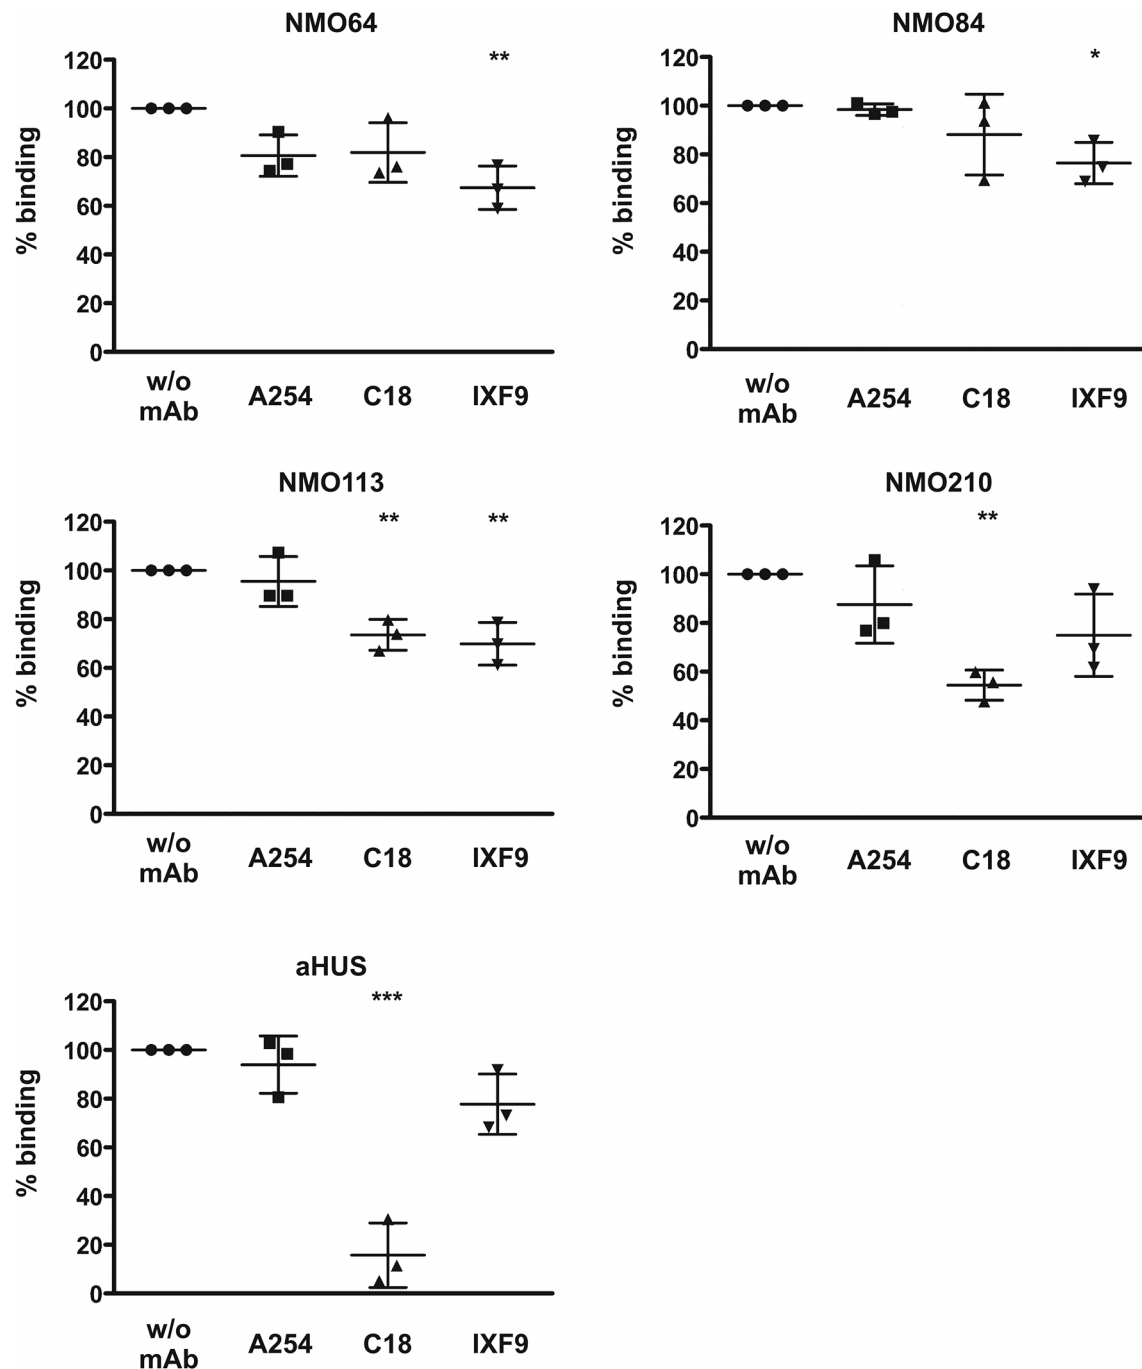 NMO64
**
120
100
80
60
40
20
0
% binding
w/o mAb
A254
C18
IXF9
NMO84
*
120
100
80
60
40
20
0
% binding
w/o mAb
A254
C18
IXF9
NMO113
**
**
120
100
80
60
40
20
0
% binding
w/o mAb
A254
C18
IXF9
NMO210
**
120
100
80
60
40
20
0
% binding
w/o mAb
A254
C18
IXF9
aHUS
***
120
100
80
60
40
20
0
% binding
w/o mAb
A254
C18
IXF9